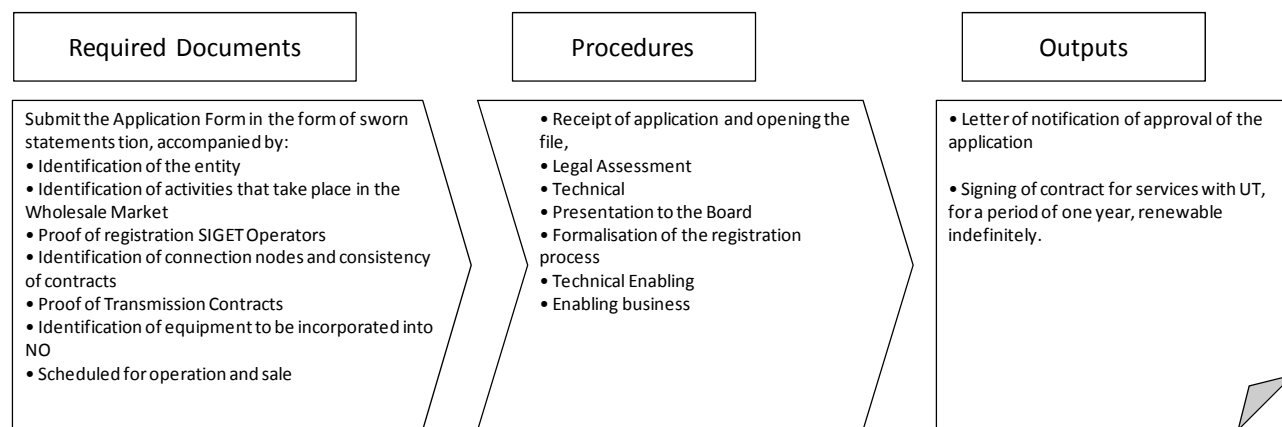 Required Documents
Submit the Application Form in the form of sworn
statements tion, accompanied by:
• Identification of the entity
• Identification of activities that take place in the
Wholesale Market
• Proof of registration SIGET Operators
• Identification of connection nodes and consistency
of contracts
• Proof of Transmission Contracts
• Identification of equipment to be incorporated into
NO
• Scheduled for operation and sale
Procedures
• Receipt of application and opening the
file,
• Legal Assessment
• Technical
• Presentation to the Board
• Formalisation of the registration
process
• Technical Enabling
• Enabling business
Outputs
• Letter of notification of approval of the
application
• Signing of contract for services with UT,
for a period of one year, renewable
indefinitely.